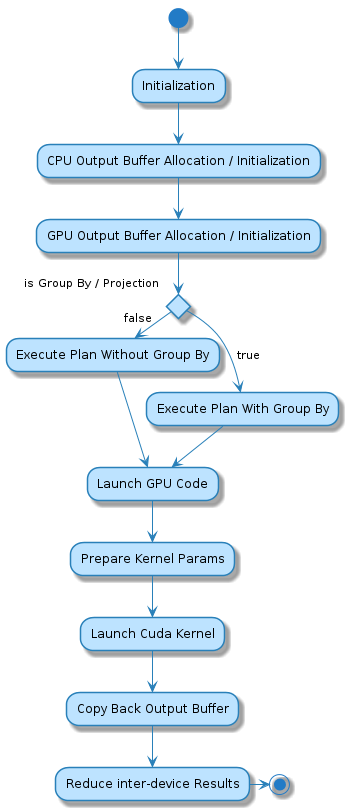 Initialization
CPU Output Buffer Allocation / Initialization
GPU Output Buffer Allocation / Initialization
is Group By / Projection
false
true
Execute Plan Without Group By
Execute Plan With Group By
Launch GPU Code
Prepare Kernel Params
Launch Cuda Kernel
Copy Back Output Buffer
Reduce inter-device Results